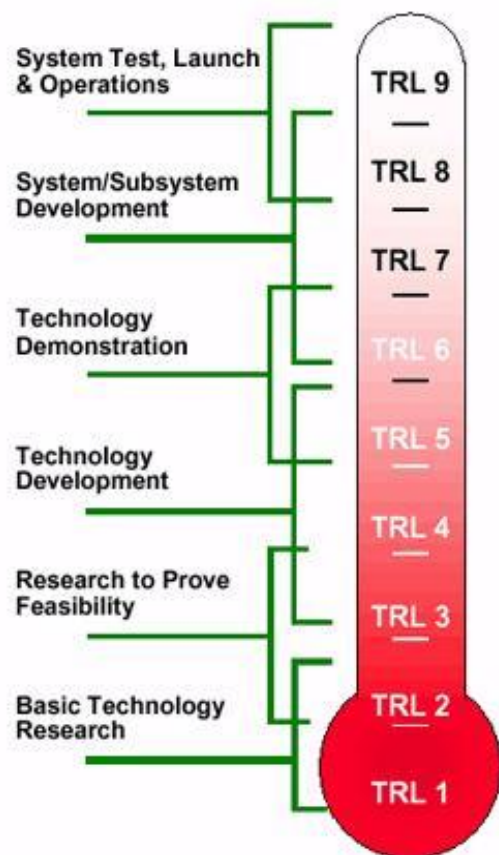 System Test, Launch
& Operations
System/Subsystem
Development
Technology
Demonstration
Technology
Development
Research to Prove
Feasibility
Basic Technology
Research
TRL 9
TRL 8
TRL 7
TRL 6
TRL 5
TRL 4
TRL 3
TRL 2
TRL 1